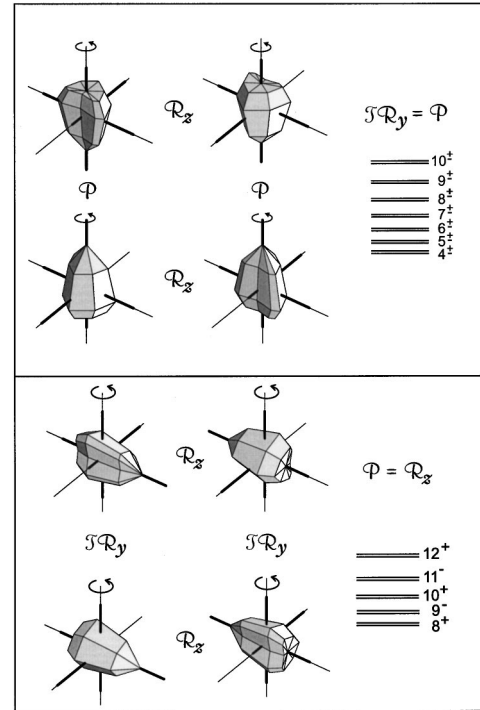 ℛz
𝒯ℛy = 𝒫
10±
9±
8±
7±
6±
5±
4±
𝒫
𝒫
ℛz
ℛz
𝒫 = ℛz
𝒯ℛy
𝒯ℛy
12+
11-
10+
9-
8+
ℛz